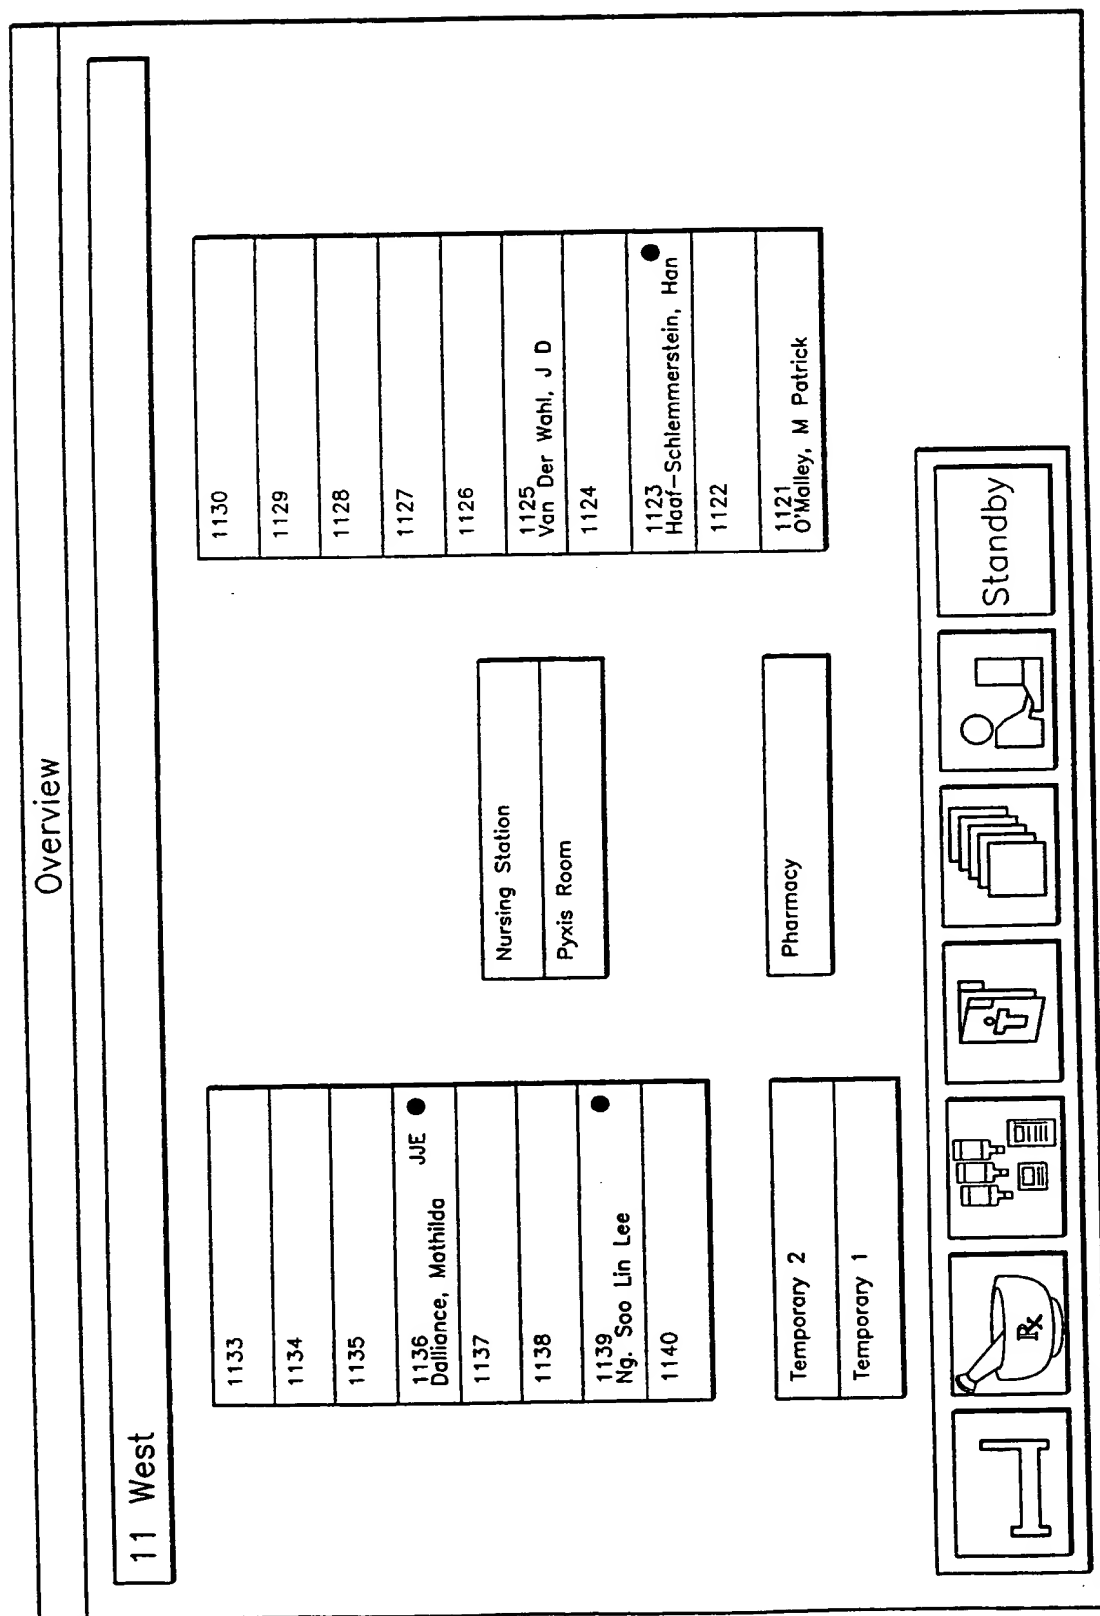 Overview
11 West
1133
1134
1135
1136
Dalliance, Mathilda JJE
1137
1138
1139
Ng. Soo Lin Lee
1140
Temporary 2
Temporary 1
Nursing Station
Pyxis Room
Pharmacy
1130
1129
1128
1127
1126
1125
Van Der Wahl, J D
1124
1123
Haaf-Schlemmerstein, Han
1122
1121
O'Malley, M Patrick
Rx
Standby